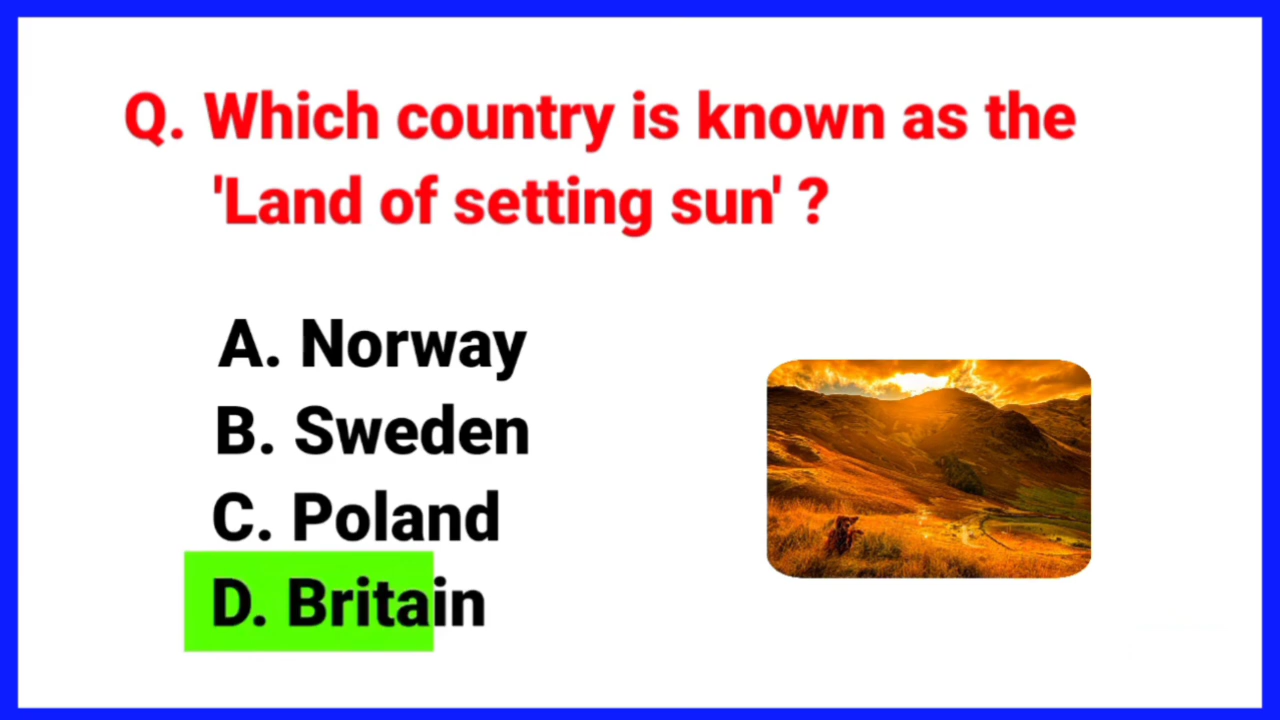 Q. Which country is known as the
'Land of setting sun' ?
A. Norway
B. Sweden
C. Poland
D. Britain